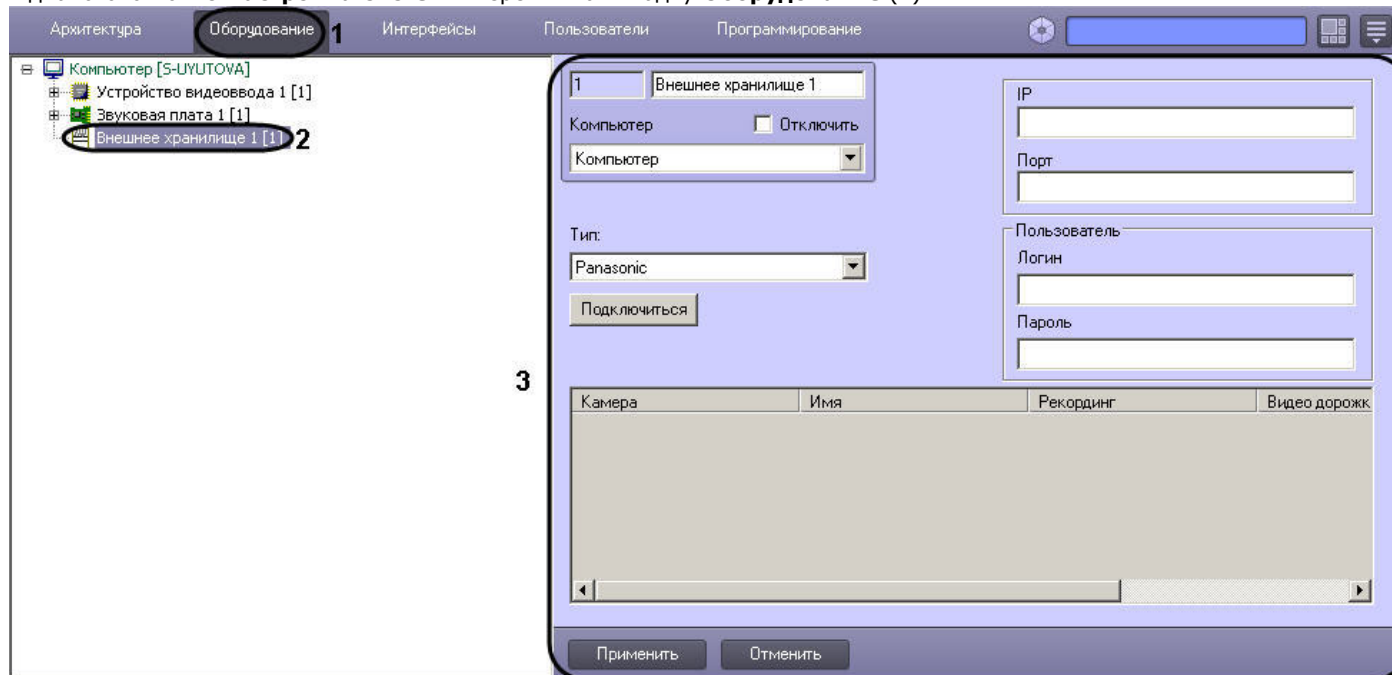 Архитектура Оборудование 1 Интерфейсы Пользователи Программирование
Компьютер [S-UYUTOVA]
Устройство видеоввода 1 [1]
Звуковая плата 1 [1]
Внешнее хранилище 1 [1] 2
1 Внешнее хранилище 1
Компьютер Отключить
Компьютер
Тип:
Panasonic
Подключиться
IP
Порт
Пользователь
Логин
Пароль
3
Камера Имя Рекординг Видео дорожк
Применить Отменить